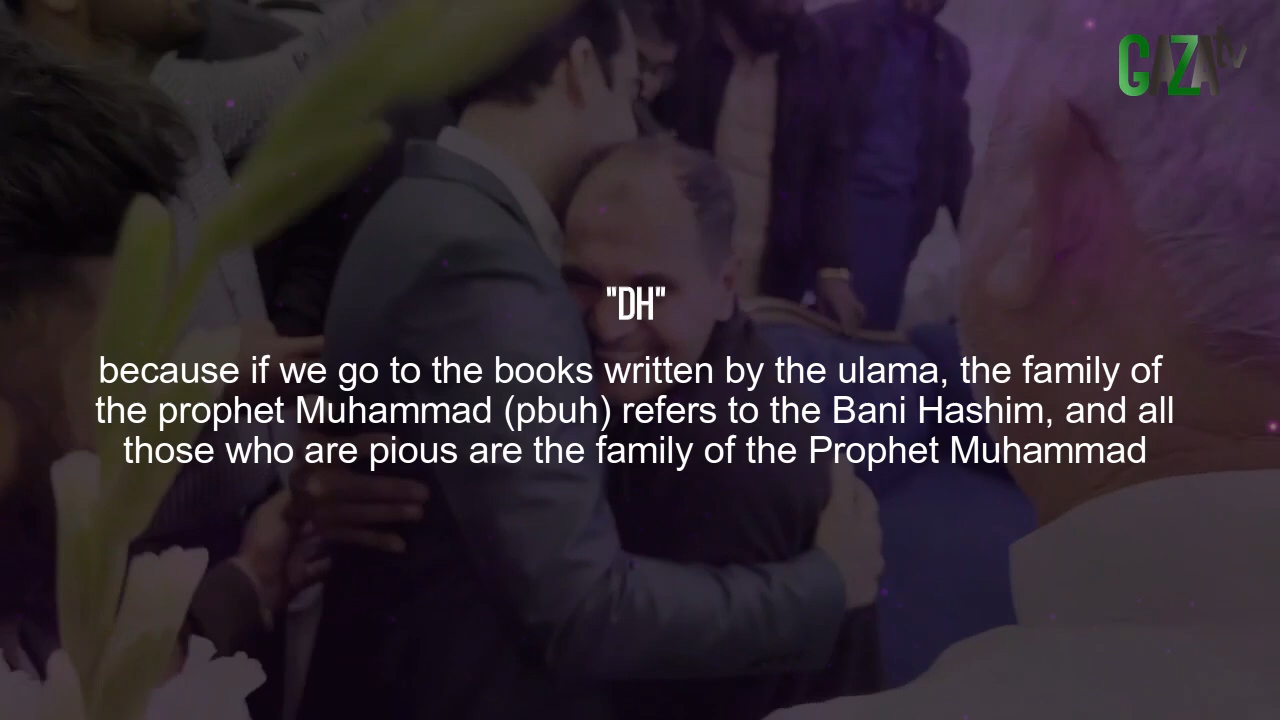 GAZA tv
"DH"
because if we go to the books written by the ulama, the family of
the prophet Muhammad (pbuh) refers to the Bani Hashim, and all
those who are pious are the family of the Prophet Muhammad